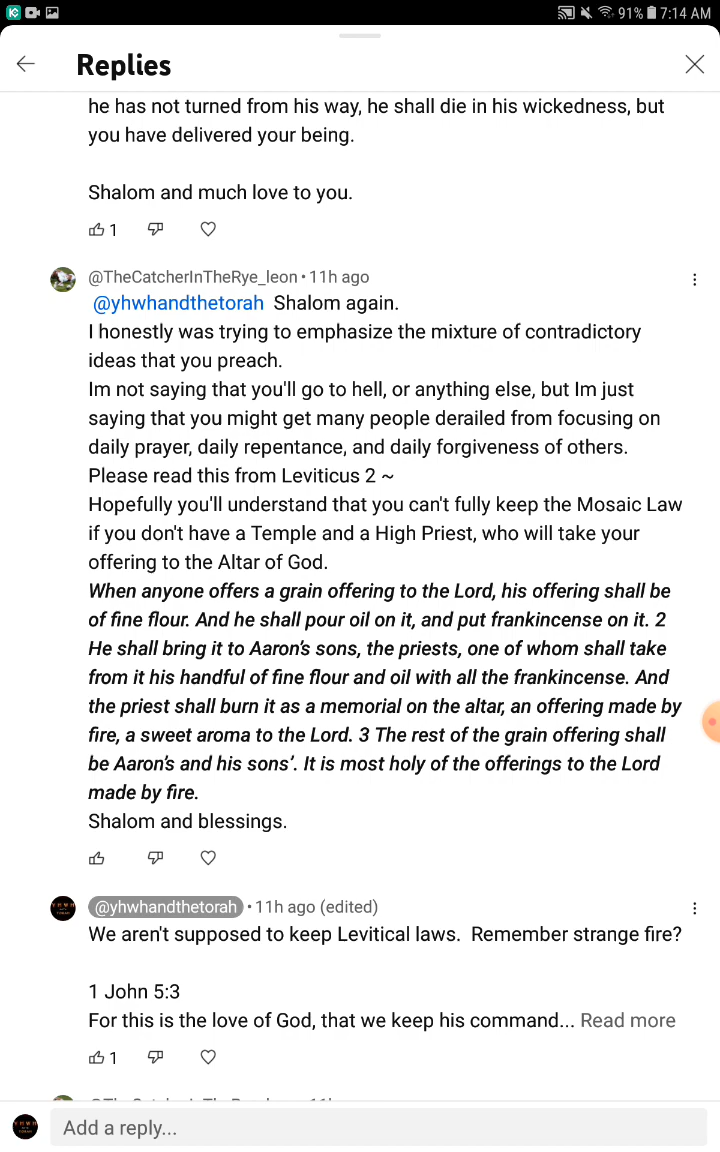 91% 7:14 AM
Replies
he has not turned from his way, he shall die in his wickedness, but
you have delivered your being.
Shalom and much love to you.
1
@TheCatcherInTheRye_leon • 11h ago
@yhwhandthetorah Shalom again.
I honestly was trying to emphasize the mixture of contradictory
ideas that you preach.
Im not saying that you'll go to hell, or anything else, but Im just
saying that you might get many people derailed from focusing on
daily prayer, daily repentance, and daily forgiveness of others.
Please read this from Leviticus 2 ~
Hopefully you'll understand that you can't fully keep the Mosaic Law
if you don't have a Temple and a High Priest, who will take your
offering to the Altar of God.
When anyone offers a grain offering to the Lord, his offering shall be
of fine flour. And he shall pour oil on it, and put frankincense on it. 2
He shall bring it to Aaron's sons, the priests, one of whom shall take
from it his handful of fine flour and oil with all the frankincense. And
the priest shall burn it as a memorial on the altar, an offering made by
fire, a sweet aroma to the Lord. 3 The rest of the grain offering shall
be Aaron's and his sons'. It is most holy of the offerings to the Lord
made by fire.
Shalom and blessings.
@yhwhandthetorah • 11h ago (edited)
We aren't supposed to keep Levitical laws.  Remember strange fire?
1 John 5:3
For this is the love of God, that we keep his command... Read more
1
Add a reply...